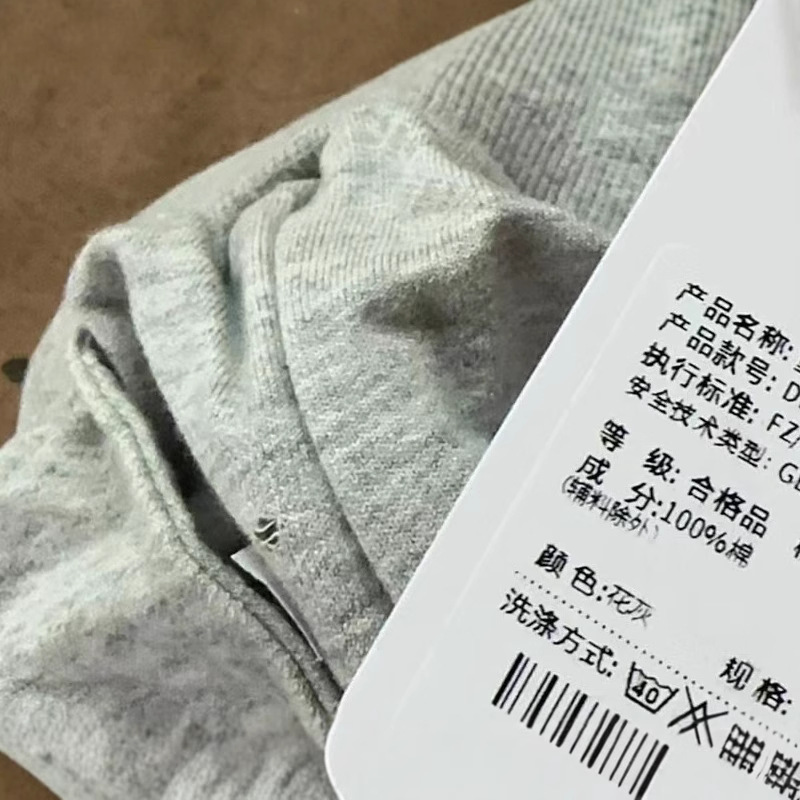 产品名称:
产品款号: D
执行标准: FZ/
安全技术类型: GB
等 级: 合格品
成 分:100%棉
(辅料除外)
颜 色:花灰
规 格:
洗涤方式:
40